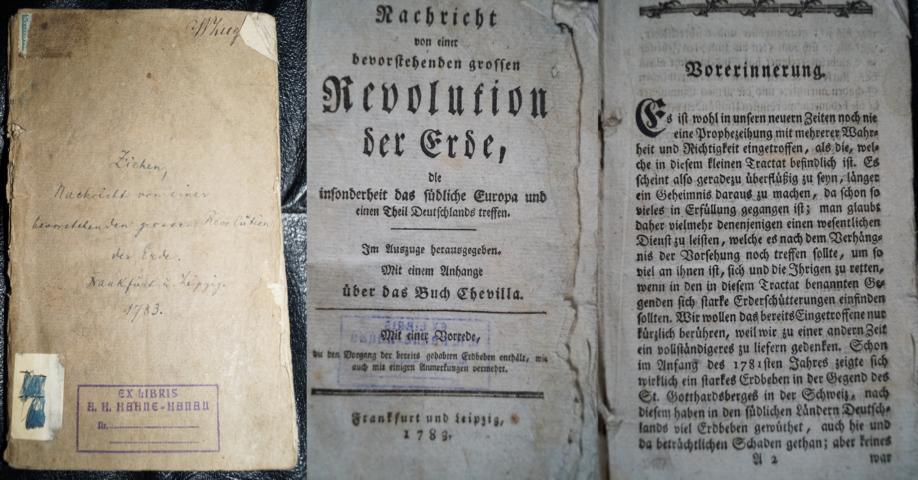 Ziehen,
Nachricht von einer
bevorstehenden grossen Revolution
der Erde.
Frankfurt u. Leipzig.
1783.
EX LIBRIS
A. H. HAHNE-HANAU
Nr.
Nachricht
von einer
bevorstehenden grossen
Revolution
der Erde,
die
insonderheit das südliche Europa und
einen Theil Deutschlands treffen.
Im Auszuge herausgegeben.
Mit einem Anhange
über das Buch Chevilla.
EX LIBRIS
Mit einer Vorrede,
die den Vorgang der bereits gehabten Erdbeben enthält, wie
auch mit einigen Anmerkungen vermehrt.
Frankfurt und Leipzig,
1783.
Vorerinnerung.
Es ist wohl in unsern neuern Zeiten noch nie
eine Prophezeihung mit mehrerer Wahr-
heit und Richtigkeit eingetroffen, als die, wel-
che in diesem kleinen Tractat befindlich ist. Es
scheint also geradezu überflüßig zu seyn, länger
ein Geheimnis daraus zu machen, da schon so
vieles in Erfüllung gegangen ist; man glaubt
daher vielmehr denenjenigen einen wesentlichen
Dienst zu leisten, welche es nach dem Verhäng-
nis der Vorsehung noch treffen sollte, um so
viel an ihnen ist, sich und die Ihrigen zu retten,
wenn in den in diesem Tractat benannten Ge-
genden sich starke Erderschütterungen einfinden
sollten. Wir wollen das bereits Eingetroffene nur
kürzlich berühren, weil wir zu einer andern Zeit
ein vollständigeres zu liefern gedenken. Schon
im Anfang des 1781sten Jahres zeigte sich
wirklich ein starkes Erdbeben in der Gegend des
St. Gotthardsberges in der Schweiz, nach
diesem haben in den südlichen Ländern Deutsch-
lands viel Erdbeben gewüthet, auch hie und
da beträchtlichen Schaden gethan; aber keines
A 2
war